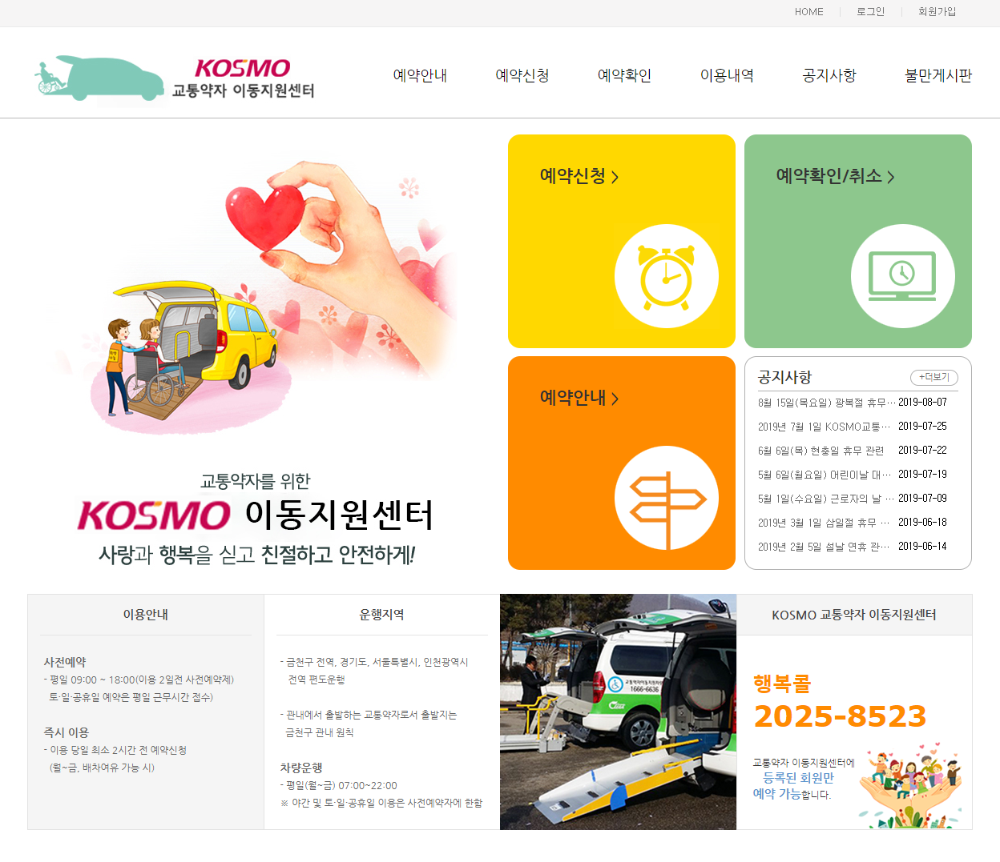 HOME
로그인
회원가입
KOSMO
교통약자 이동지원센터
예약안내
예약신청
예약확인
이용내역
공지사항
불만게시판
예약신청 >
예약확인/취소 >
예약안내 >
공지사항
+더보기
8월 15일(목요일) 광복절 휴무… 2019-08-07
2019년 7월 1일 KOSMO교통… 2019-07-25
6월 6일(목) 현충일 휴무 관련 2019-07-22
5월 6일(월요일) 어린이날 대… 2019-07-19
5월 1일(수요일) 근로자의 날 … 2019-07-09
2019년 3월 1일 삼일절 휴무 … 2019-06-18
2019년 2월 5일 설날 연휴 관… 2019-06-14
교통약자를 위한
KOSMO 이동지원센터
사랑과 행복을 싣고 친절하고 안전하게!
이용안내
사전예약
- 평일 09:00 ~ 18:00(이용 2일전 사전예약제)
토·일·공휴일 예약은 평일 근무시간 접수)
즉시 이용
- 이용 당일 최소 2시간 전 예약신청
(월~금, 배차여유 가능 시)
운행지역
- 금천구 전역, 경기도, 서울특별시, 인천광역시
전역 편도운행
- 관내에서 출발하는 교통약자로서 출발지는
금천구 관내 원칙
차량운행
- 평일(월~금) 07:00~22:00
※ 야간 및 토·일·공휴일 이용은 사전예약자에 한함
1666-6636
KOSMO 교통약자 이동지원센터
행복콜
2025-8523
교통약자 이동지원센터에
등록된 회원만
예약 가능합니다.